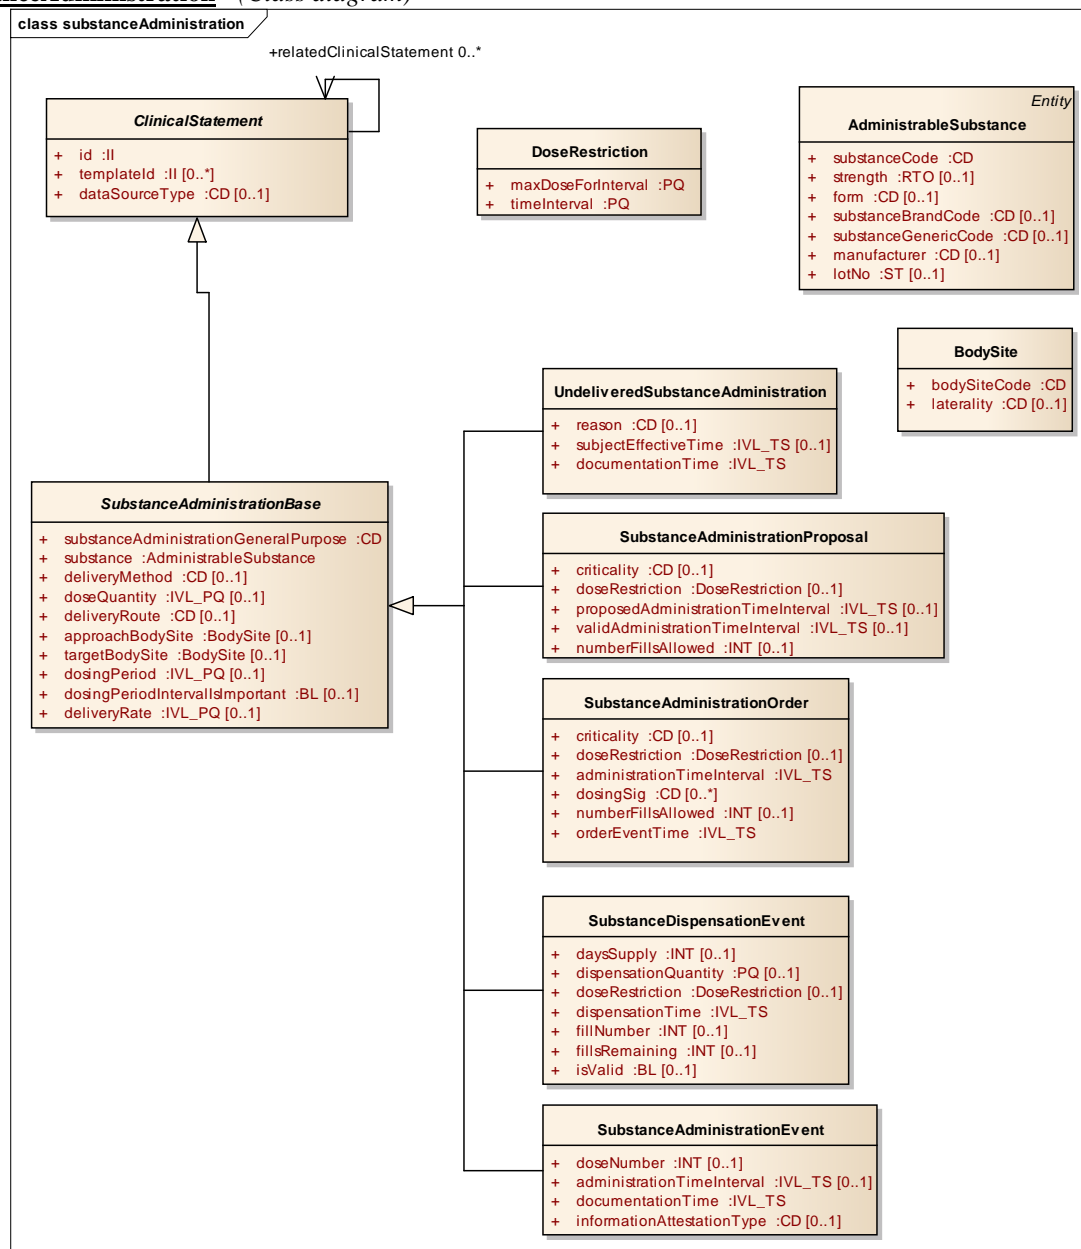 (Class diagram)
class substanceAdministration
+relatedClinicalStatement 0..*
ClinicalStatement
+ id :II
+ templateId :II [0..*]
+ dataSourceType :CD [0..1]
DoseRestriction
+ maxDoseForInterval :PQ
+ timeInterval :PQ
Entity
AdministrableSubstance
+ substanceCode :CD
+ strength :RTO [0..1]
+ form :CD [0..1]
+ substanceBrandCode :CD [0..1]
+ substanceGenericCode :CD [0..1]
+ manufacturer :CD [0..1]
+ lotNo :ST [0..1]
BodySite
+ bodySiteCode :CD
+ laterality :CD [0..1]
UndeliveredSubstanceAdministration
+ reason :CD [0..1]
+ subjectEffectiveTime :IVL_TS [0..1]
+ documentationTime :IVL_TS
SubstanceAdministrationBase
+ substanceAdministrationGeneralPurpose :CD
+ substance :AdministrableSubstance
+ deliveryMethod :CD [0..1]
+ doseQuantity :IVL_PQ [0..1]
+ deliveryRoute :CD [0..1]
+ approachBodySite :BodySite [0..1]
+ targetBodySite :BodySite [0..1]
+ dosingPeriod :IVL_PQ [0..1]
+ dosingPeriodIntervalIsImportant :BL [0..1]
+ deliveryRate :IVL_PQ [0..1]
SubstanceAdministrationProposal
+ criticality :CD [0..1]
+ doseRestriction :DoseRestriction [0..1]
+ proposedAdministrationTimeInterval :IVL_TS [0..1]
+ validAdministrationTimeInterval :IVL_TS [0..1]
+ numberFillsAllowed :INT [0..1]
SubstanceAdministrationOrder
+ criticality :CD [0..1]
+ doseRestriction :DoseRestriction [0..1]
+ administrationTimeInterval :IVL_TS
+ dosingSig :CD [0..*]
+ numberFillsAllowed :INT [0..1]
+ orderEventTime :IVL_TS
SubstanceDispensationEvent
+ daysSupply :INT [0..1]
+ dispensationQuantity :PQ [0..1]
+ doseRestriction :DoseRestriction [0..1]
+ dispensationTime :IVL_TS
+ fillNumber :INT [0..1]
+ fillsRemaining :INT [0..1]
+ isValid :BL [0..1]
SubstanceAdministrationEvent
+ doseNumber :INT [0..1]
+ administrationTimeInterval :IVL_TS [0..1]
+ documentationTime :IVL_TS
+ informationAttestationType :CD [0..1]